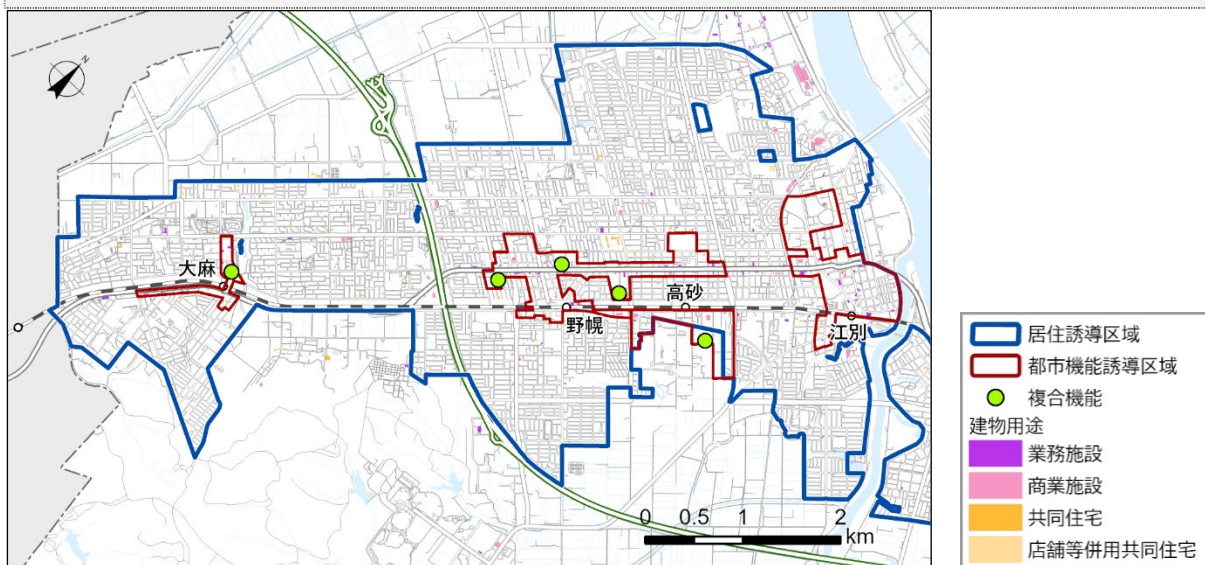 N
大麻
野幌
高砂
江別
0 0.5 1 2
km
居住誘導区域
都市機能誘導区域
複合機能
建物用途
業務施設
商業施設
共同住宅
店舗等併用共同住宅